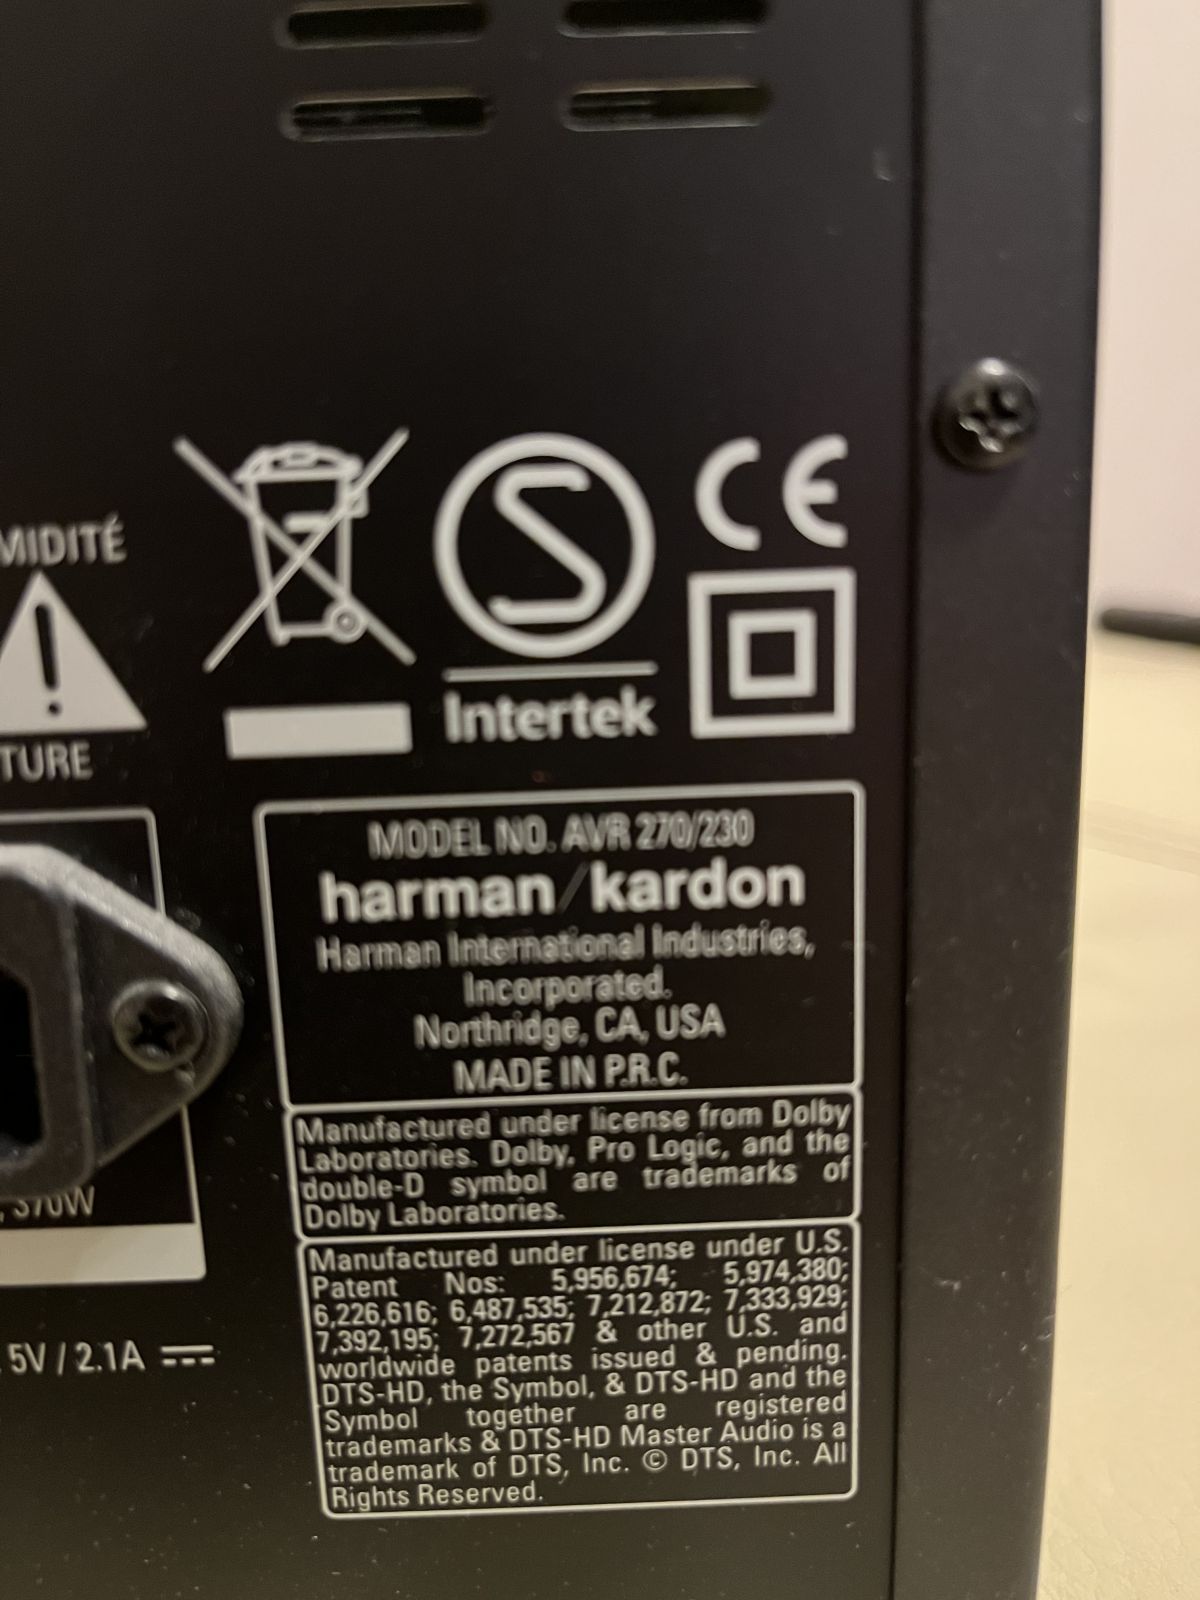 MIDITÉ
TURE
CE
Intertek
MODEL NO. AVR 270/230
harman/kardon
Harman International Industries,
Incorporated.
Northridge, CA, USA
MADE IN P.R.C.
Manufactured under license from Dolby
Laboratories. Dolby, Pro Logic, and the
double-D symbol are trademarks of
Dolby Laboratories.
Manufactured under license under U.S.
Patent Nos: 5,956,674; 5,974,380;
6,226,616; 6,487,535; 7,212,872; 7,333,929;
7,392,195; 7,272,567 & other U.S. and
worldwide patents issued & pending.
DTS-HD, the Symbol, & DTS-HD and the
Symbol together are registered
trademarks & DTS-HD Master Audio is a
trademark of DTS, Inc. © DTS, Inc. All
Rights Reserved.
, 370W
5V / 2.1A